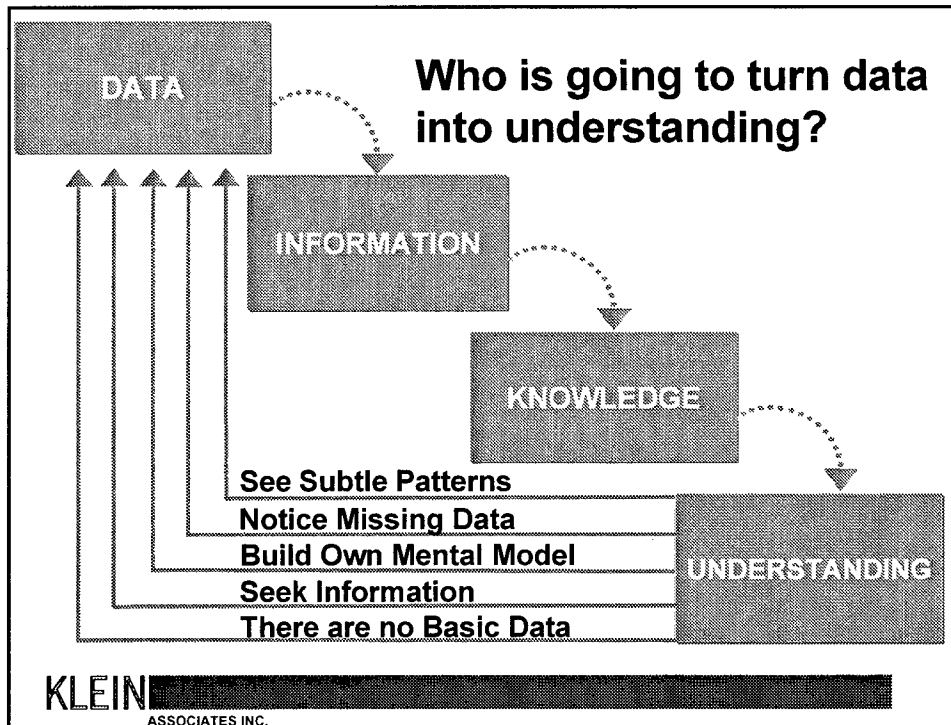 DATA
Who is going to turn data
into understanding?
INFORMATION
KNOWLEDGE
See Subtle Patterns
Notice Missing Data
Build Own Mental Model
Seek Information
There are no Basic Data
UNDERSTANDING
KLEIN
ASSOCIATES INC.